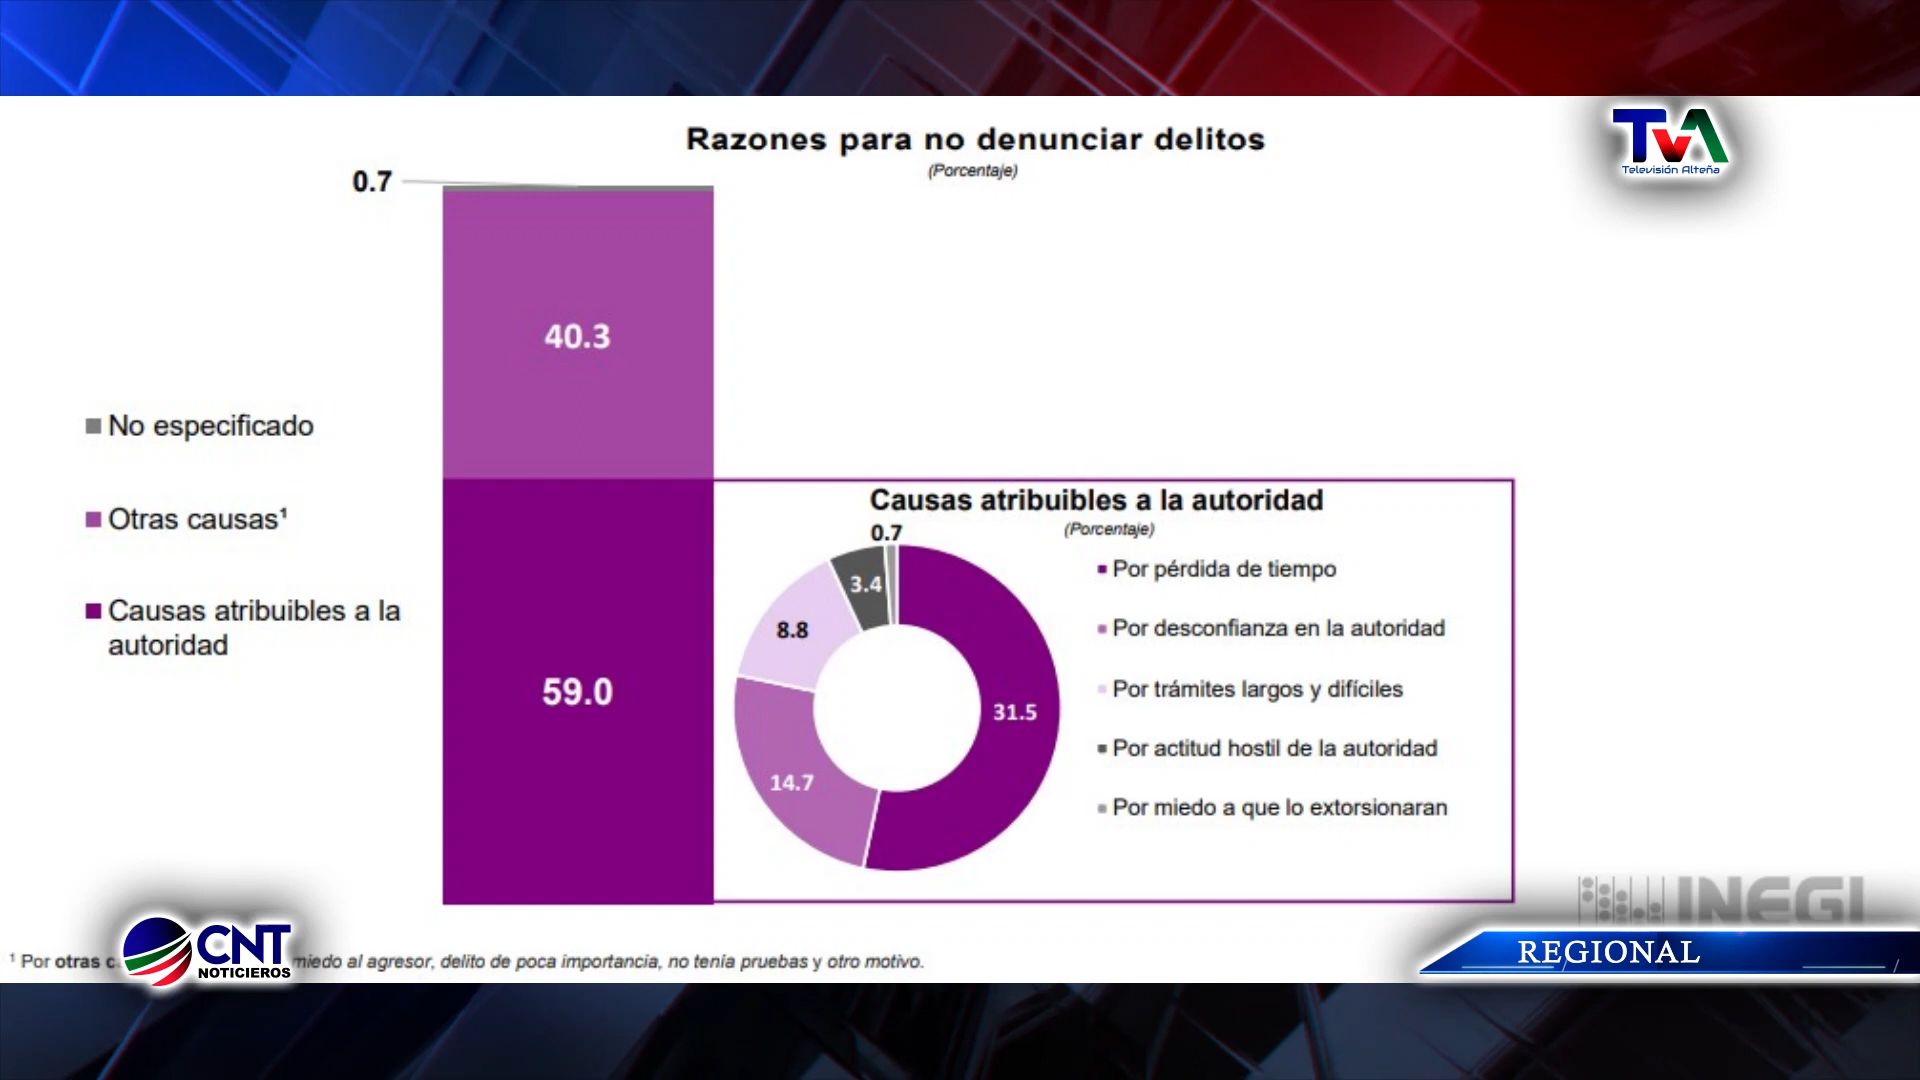 Razones para no denunciar delitos
(Porcentaje)
TvA
Televisión Alteña
0.7
40.3
59.0
No especificado
Otras causas¹
Causas atribuibles a la
autoridad
Causas atribuibles a la autoridad
(Porcentaje)
0.7
3.4
8.8
14.7
31.5
Por pérdida de tiempo
Por desconfianza en la autoridad
Por trámites largos y difíciles
Por actitud hostil de la autoridad
Por miedo a que lo extorsionaran
INEGI
REGIONAL
CNT
NOTICIEROS
¹ Por otras miedo al agresor, delito de poca importancia, no tenía pruebas y otro motivo.